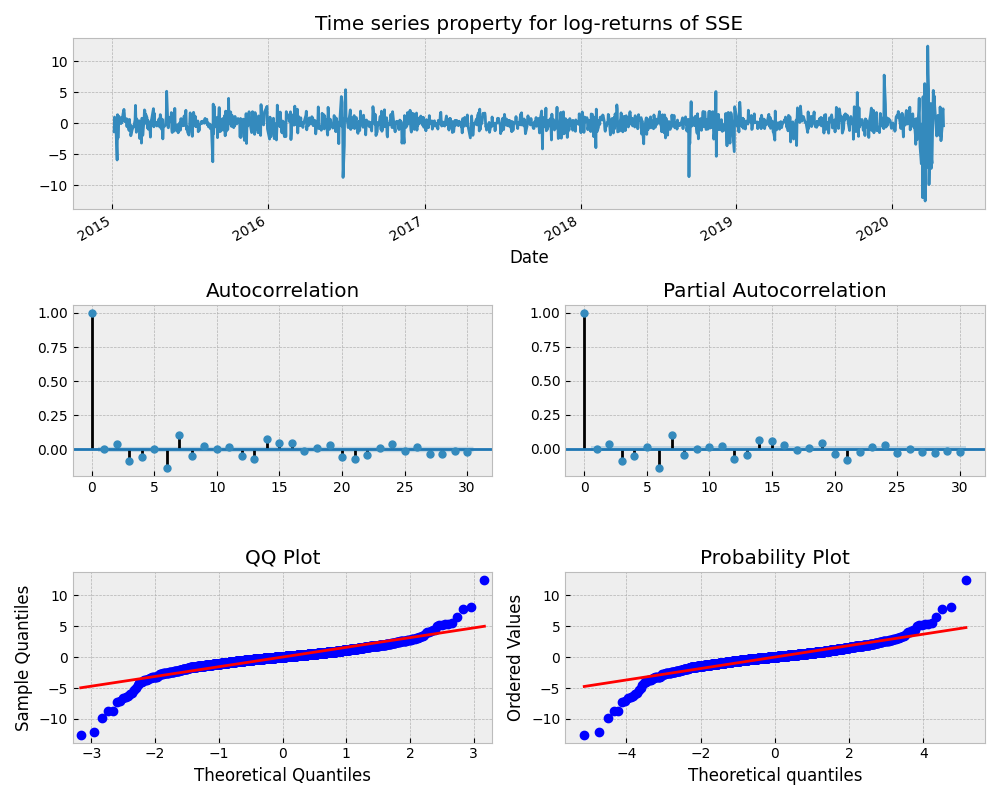 Time series property for log-returns of SSE
10
5
0
−5
−10
2015 2016 2017 2018 2019 2020
Date
Autocorrelation Partial Autocorrelation
1.00 1.00
0.75 0.75
0.50 0.50
0.25 0.25
0.00 0.00
0 5 10 15 20 25 30 0 5 10 15 20 25 30
QQ Plot Probability Plot
Sample Quantiles Ordered Values
10 10
5 5
0 0
−5 −5
−10 −10
−3 −2 −1 0 1 2 3 −4 −2 0 2 4
Theoretical Quantiles Theoretical quantiles